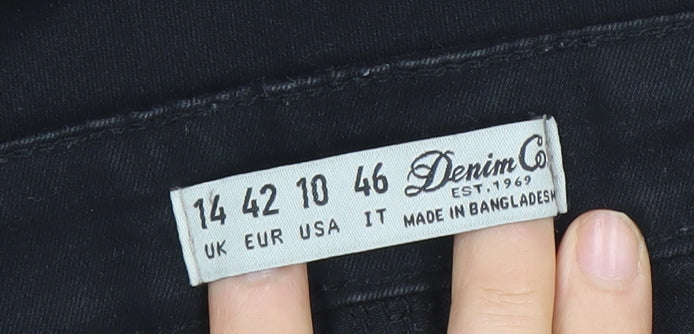 14 42 10 46 Denim Co
EST. 1969
UK EUR USA IT MADE IN BANGLADESH